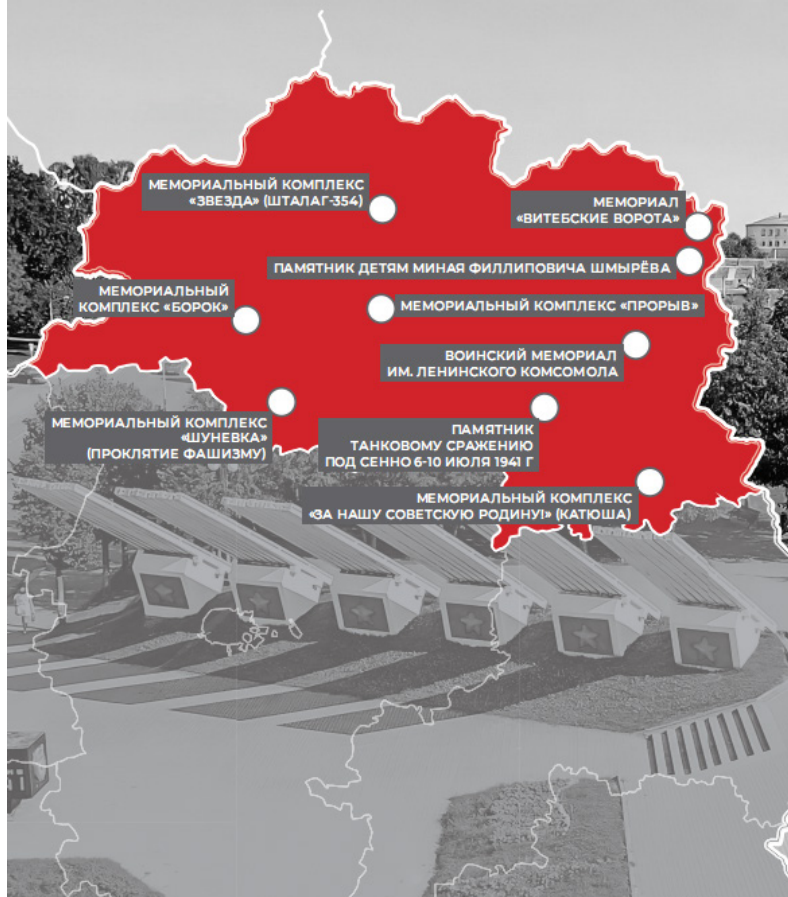 МЕМОРИАЛЬНЫЙ КОМПЛЕКС
«ЗВЕЗДА» (ШТАЛАГ-354)
МЕМОРИАЛ
«ВИТЕБСКИЕ ВОРОТА»
ПАМЯТНИК ДЕТЯМ МИНАЯ ФИЛЛИПОВИЧА ШМЫРЁВА
МЕМОРИАЛЬНЫЙ
КОМПЛЕКС «БОРОК»
МЕМОРИАЛЬНЫЙ КОМПЛЕКС «ПРОРЫВ»
ВОИНСКИЙ МЕМОРИАЛ
ИМ. ЛЕНИНСКОГО КОМСОМОЛА
МЕМОРИАЛЬНЫЙ КОМПЛЕКС
«ШУНЕВКА»
(ПРОКЛЯТИЕ ФАШИЗМУ)
ПАМЯТНИК
ТАНКОВОМУ СРАЖЕНИЮ
ПОД СЕННО 6-10 ИЮЛЯ 1941 Г
МЕМОРИАЛЬНЫЙ КОМПЛЕКС
«ЗА НАШУ СОВЕТСКУЮ РОДИНУ!» (КАТЮША)